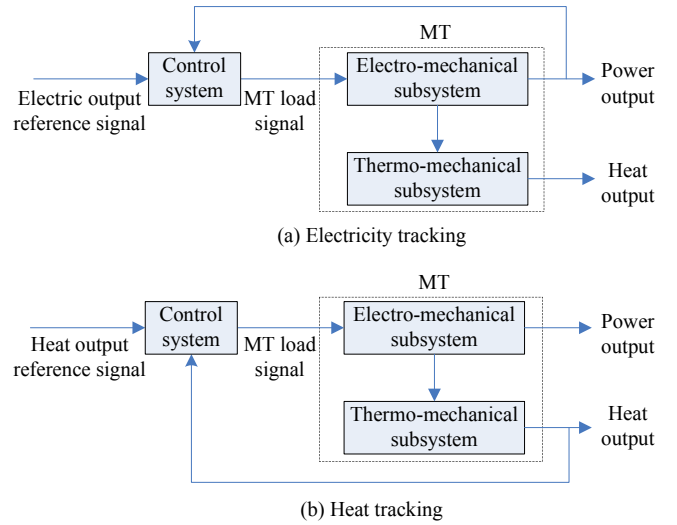 MT
Control
system
Electro-mechanical
subsystem
Power
output
Electric output
reference signal
MT load
signal
Thermo-mechanical
subsystem
Heat
output
(a) Electricity tracking
MT
Control
system
Electro-mechanical
subsystem
Power
output
Heat output
reference signal
MT load
signal
Thermo-mechanical
subsystem
Heat
output
(b) Heat tracking